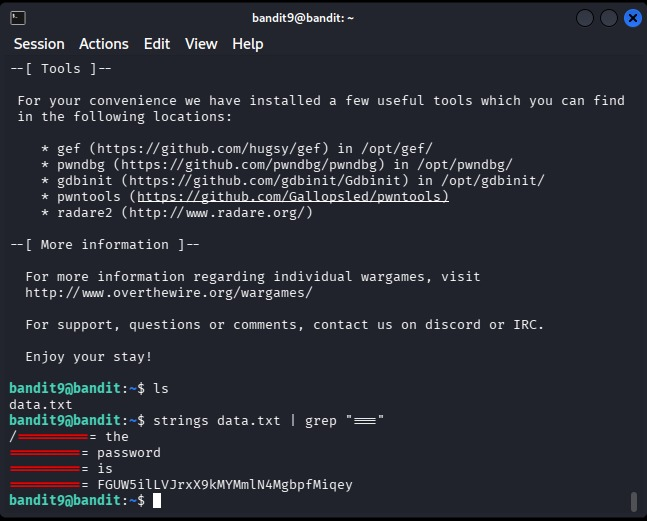 bandit9@bandit: ~
Session Actions Edit View Help
--[ Tools ]--
For your convenience we have installed a few useful tools which you can find
in the following locations:
* gef (https://github.com/hugsy/gef) in /opt/gef/
* pwndbg (https://github.com/pwndbg/pwndbg) in /opt/pwndbg/
* gdbinit (https://github.com/gdbinit/Gdbinit) in /opt/gdbinit/
* pwntools (https://github.com/Gallopsled/pwntools)
* radare2 (http://www.radare.org/)
--[ More information ]--
For more information regarding individual wargames, visit
http://www.overthewire.org/wargames/
For support, questions or comments, contact us on discord or IRC.
Enjoy your stay!
bandit9@bandit:~$ ls
data.txt
bandit9@bandit:~$ strings data.txt | grep "==="
/========== the
========== password
========== is
========== FGUW5ilLVJrxX9kMYMmlN4MgbpfMiqey
bandit9@bandit:~$